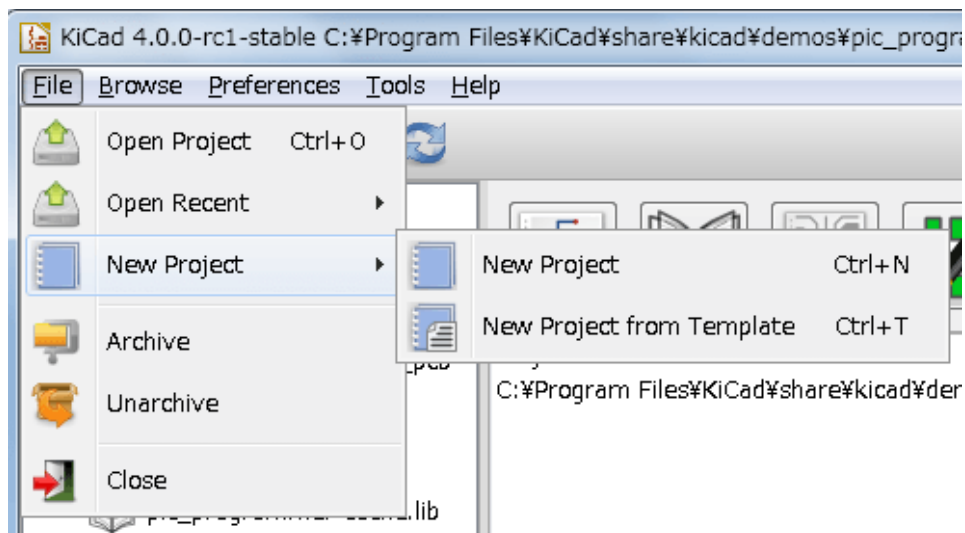 KiCad 4.0.0-rc1-stable C:¥Program Files¥KiCad¥share¥kicad¥demos¥pic_progra
File Browse Preferences Tools Help
Open Project Ctrl+O
Open Recent
New Project
New Project Ctrl+N
New Project from Template Ctrl+T
Archive
C:¥Program Files¥KiCad¥share¥kicad¥der
Unarchive
Close